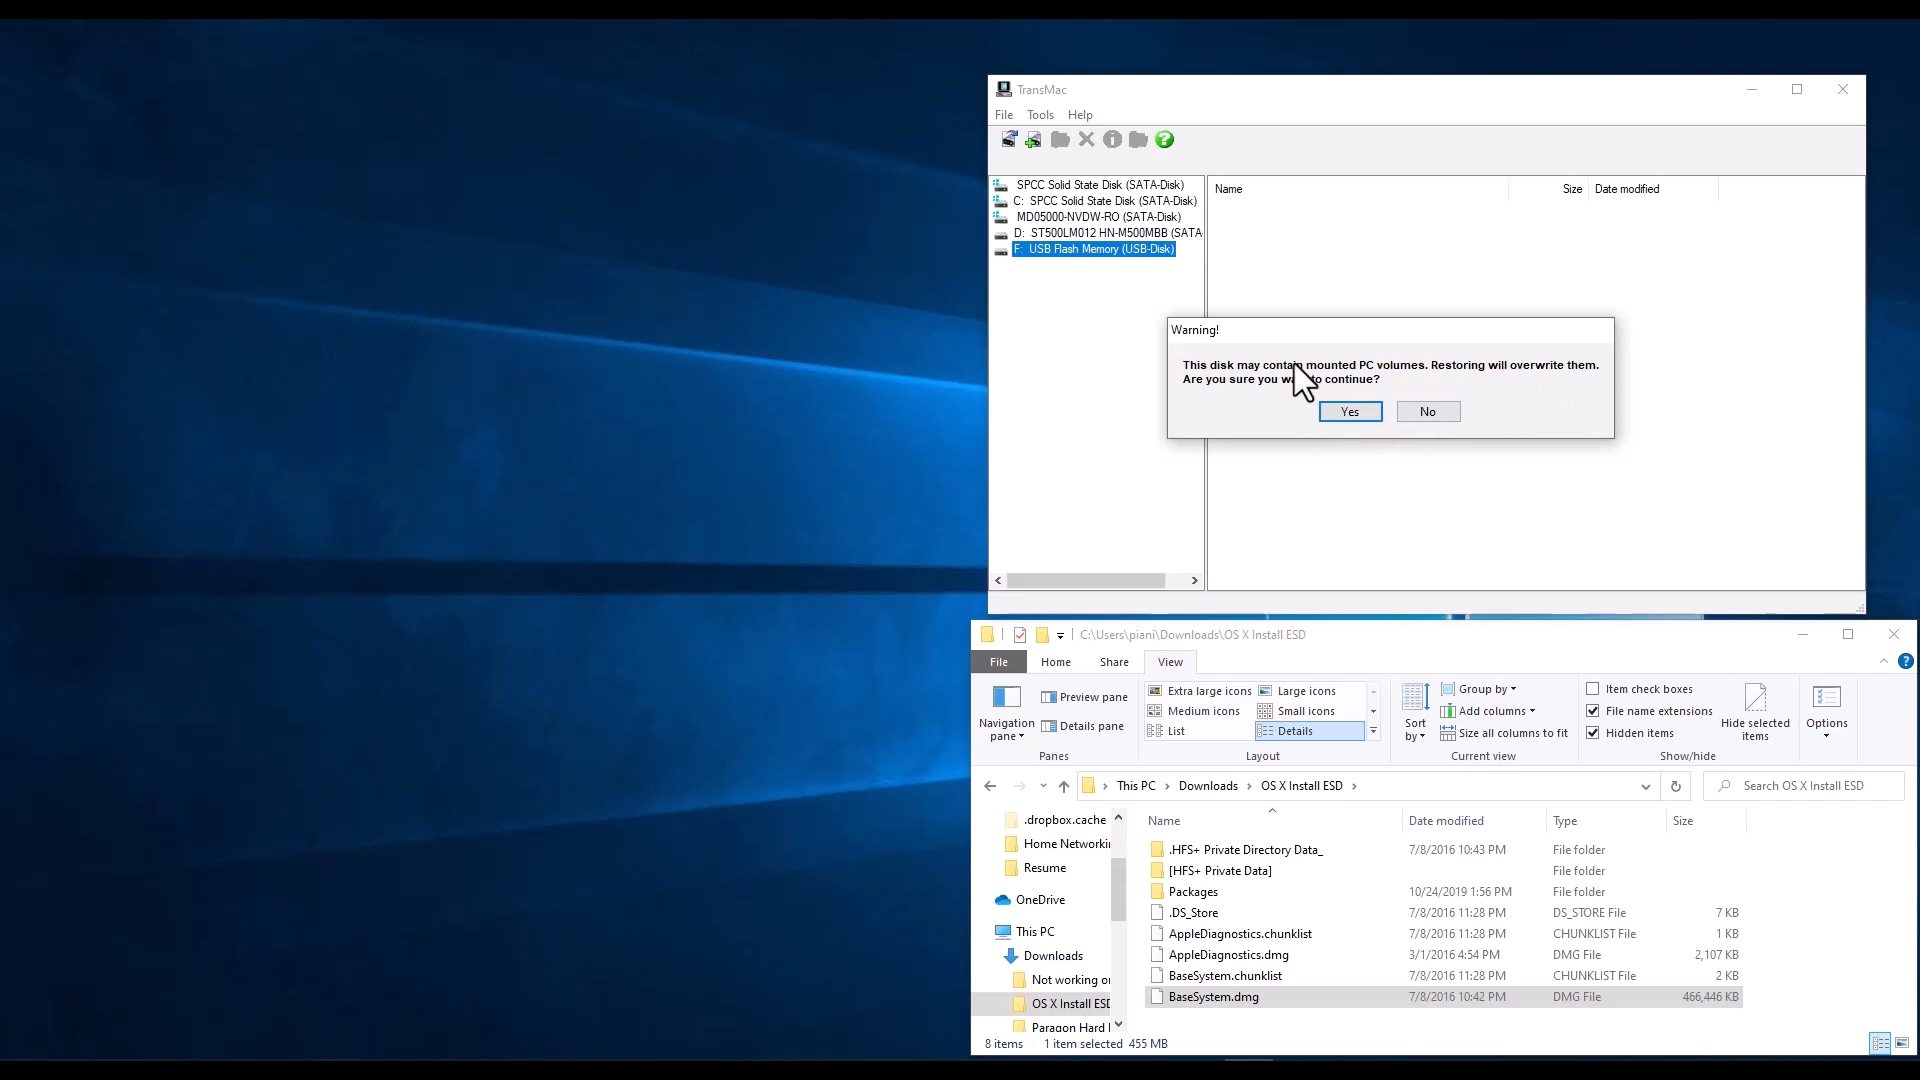 TransMac
File Tools Help
SPCC Solid State Disk (SATA-Disk)
C: SPCC Solid State Disk (SATA-Disk)
MD05000-NVDW-RO (SATA-Disk)
D: ST500LM012 HN-M500MBB (SATA
F: USB Flash Memory (USB-Disk)
Name Size Date modified
Warning!
This disk may contain mounted PC volumes. Restoring will overwrite them.
Are you sure you to continue?
Yes No
C:\Users\piani\Downloads\OS X Install ESD
File Home Share View
Navigation pane
Preview pane
Details pane
Panes
Extra large icons Large icons
Medium icons Small icons
List Details
Layout
Sort by
Group by
Add columns
Size all columns to fit
Current view
Item check boxes
File name extensions
Hidden items
Hide selected items
Show/hide
Options
This PC > Downloads > OS X Install ESD >
Search OS X Install ESD
.dropbox.cache
Home Networkin
Resume
OneDrive
This PC
Downloads
Not working o
OS X Install ESD
Paragon Hard
Name Date modified Type Size
.HFS+ Private Directory Data_ 7/8/2016 10:43 PM File folder
[HFS+ Private Data] File folder
Packages 10/24/2019 1:56 PM File folder
.DS_Store 7/8/2016 11:28 PM DS_STORE File 7 KB
AppleDiagnostics.chunklist 7/8/2016 11:28 PM CHUNKLIST File 1 KB
AppleDiagnostics.dmg 3/1/2016 4:54 PM DMG File 2,107 KB
BaseSystem.chunklist 7/8/2016 11:28 PM CHUNKLIST File 2 KB
BaseSystem.dmg 7/8/2016 10:42 PM DMG File 466,446 KB
8 items 1 item selected 455 MB